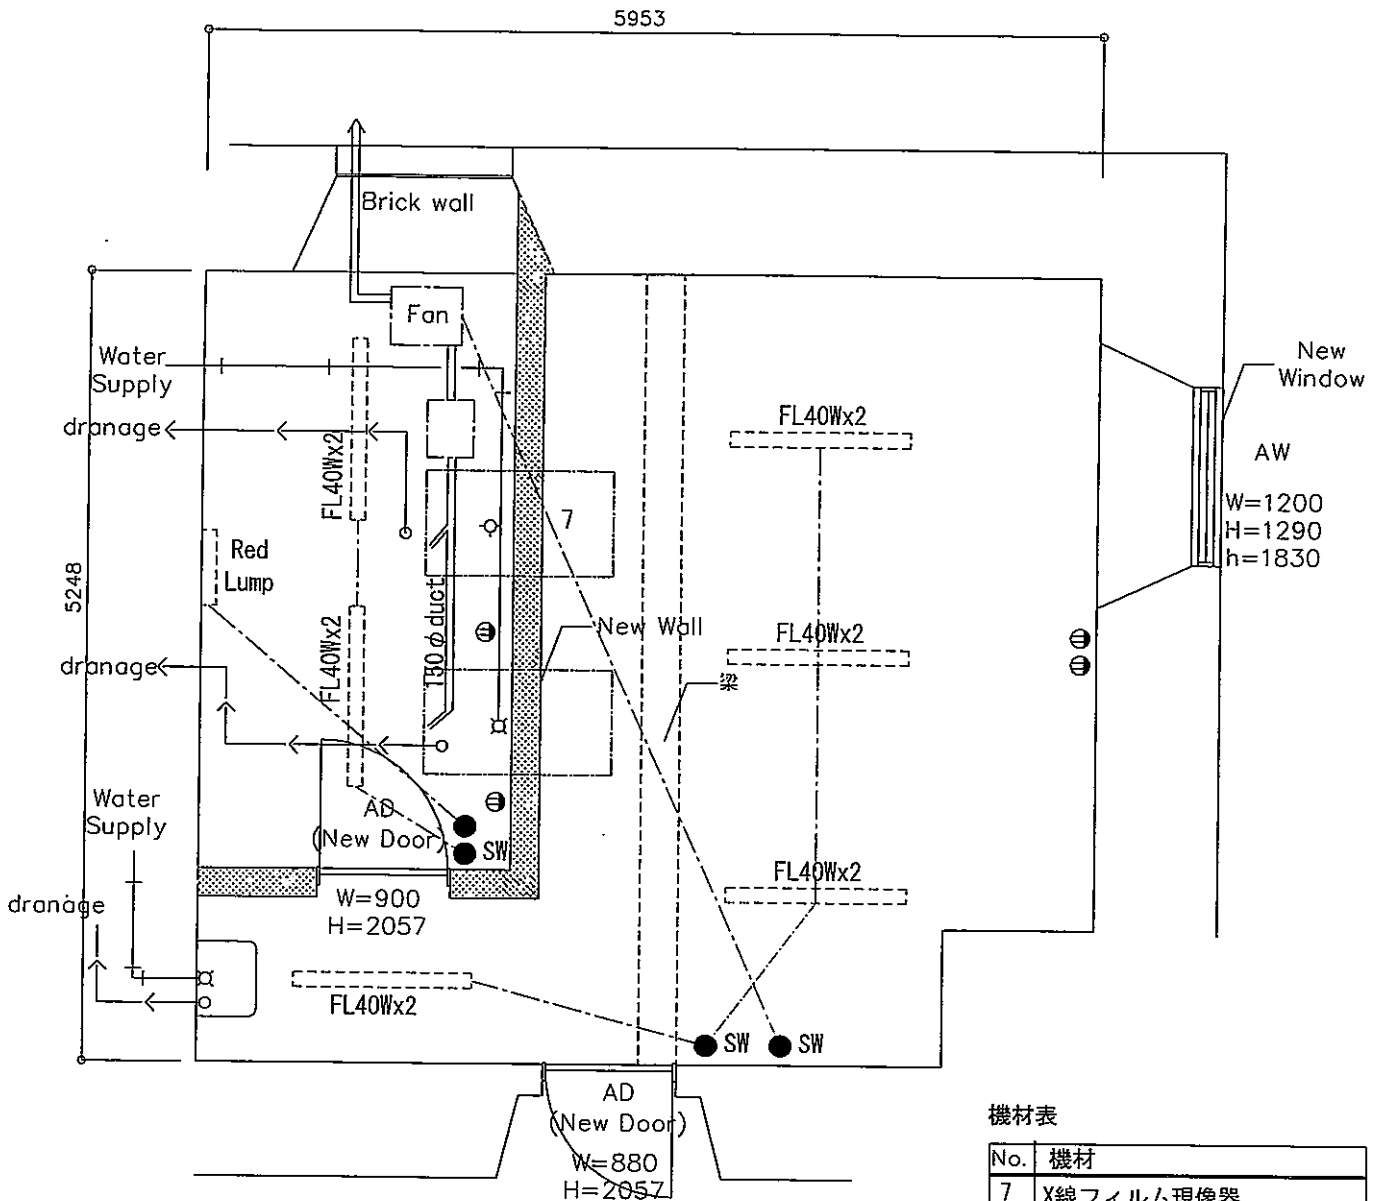 5953
Brick wall
Fan
Water
Supply
dranage
FL40Wx2
FL40Wx2
New
Window
AW
W=1200
H=1290
h=1830
7
Red
Lump
5248
FL40Wx2
150φduct
New Wall
FL40Wx2
dranage
梁
Water
Supply
AD
(New Door)
SW
dranage
W=900
H=2057
FL40Wx2
FL40Wx2
SW
SW
AD
(New Door)
W=880
H=2057
機材表
No. 機材
7 X線フィルム現像器